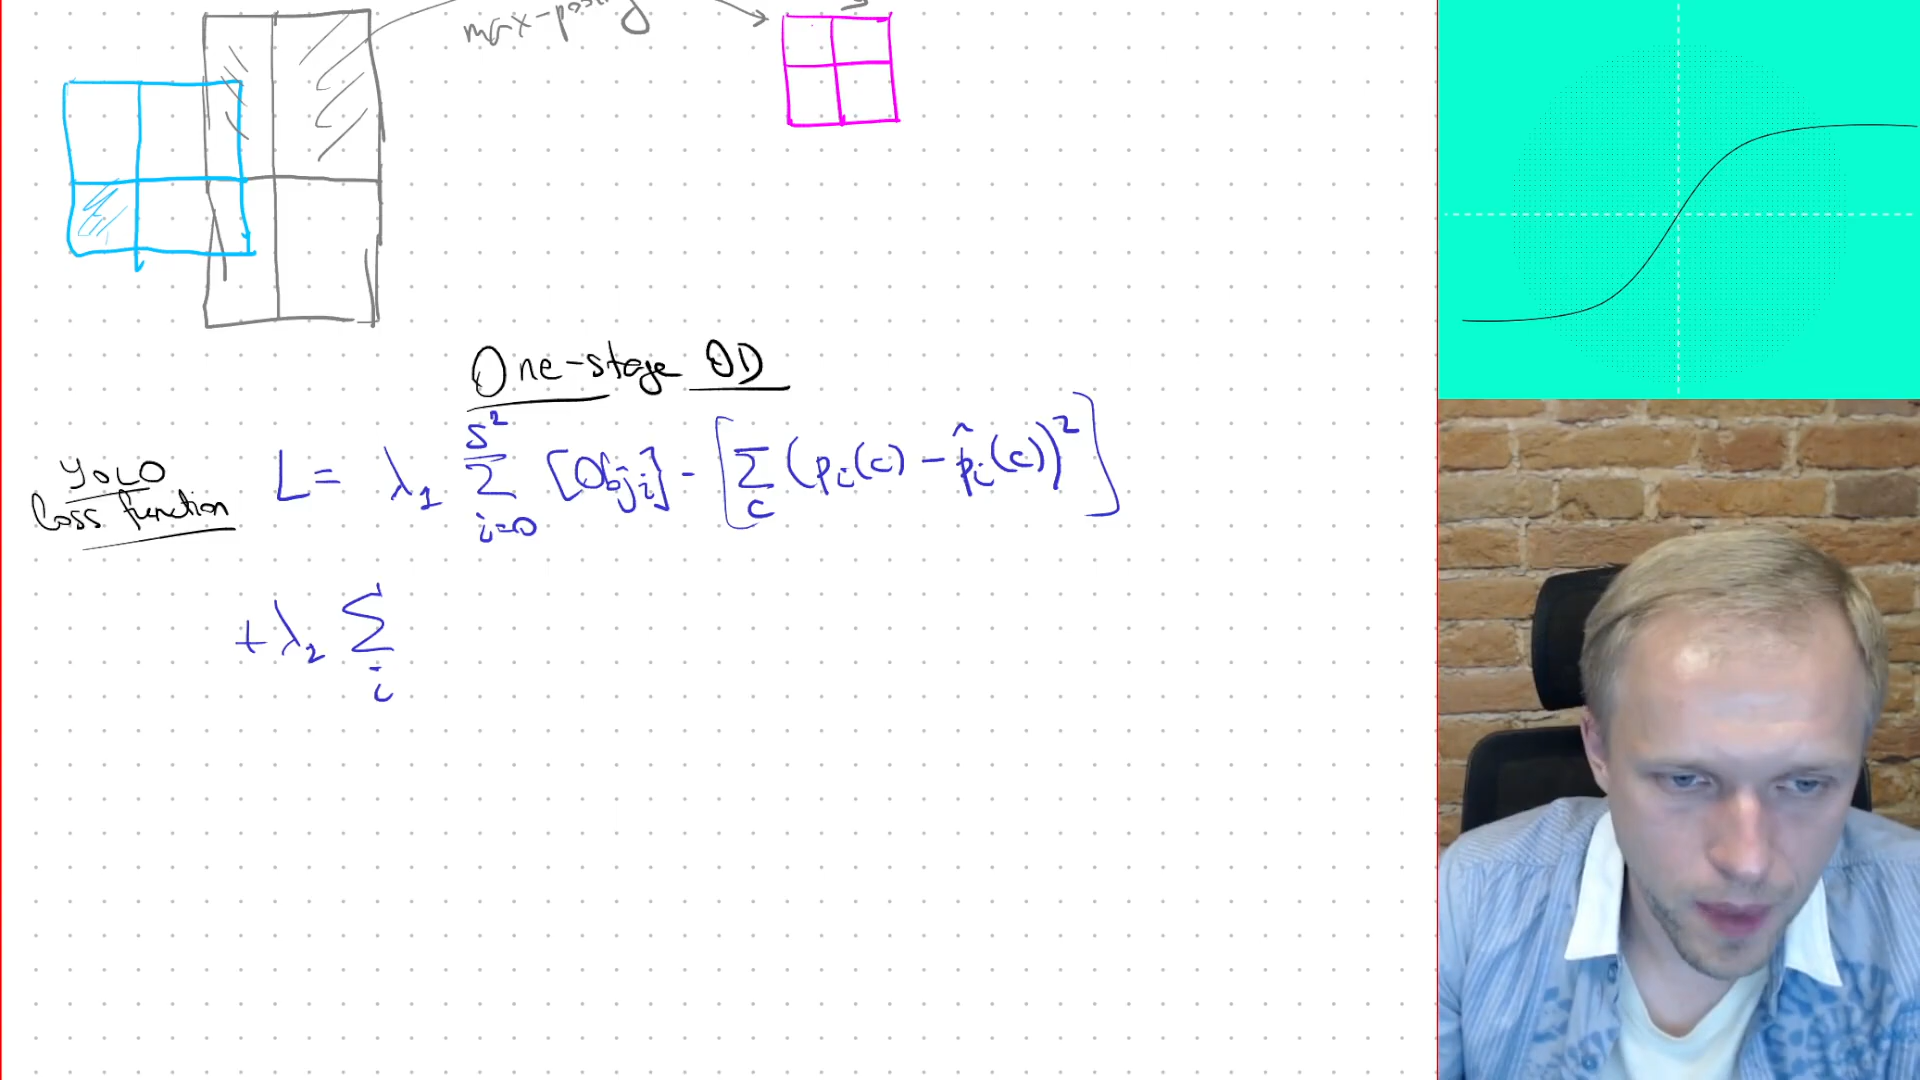 max-pooling
One-stage OD
YOLO
Loss function
L = λ₁ Σ_{i=0}^{S²} [Obj_i] - [Σ_c (p_i(c) - p̂_i(c))²]
+ λ₂ Σ_i